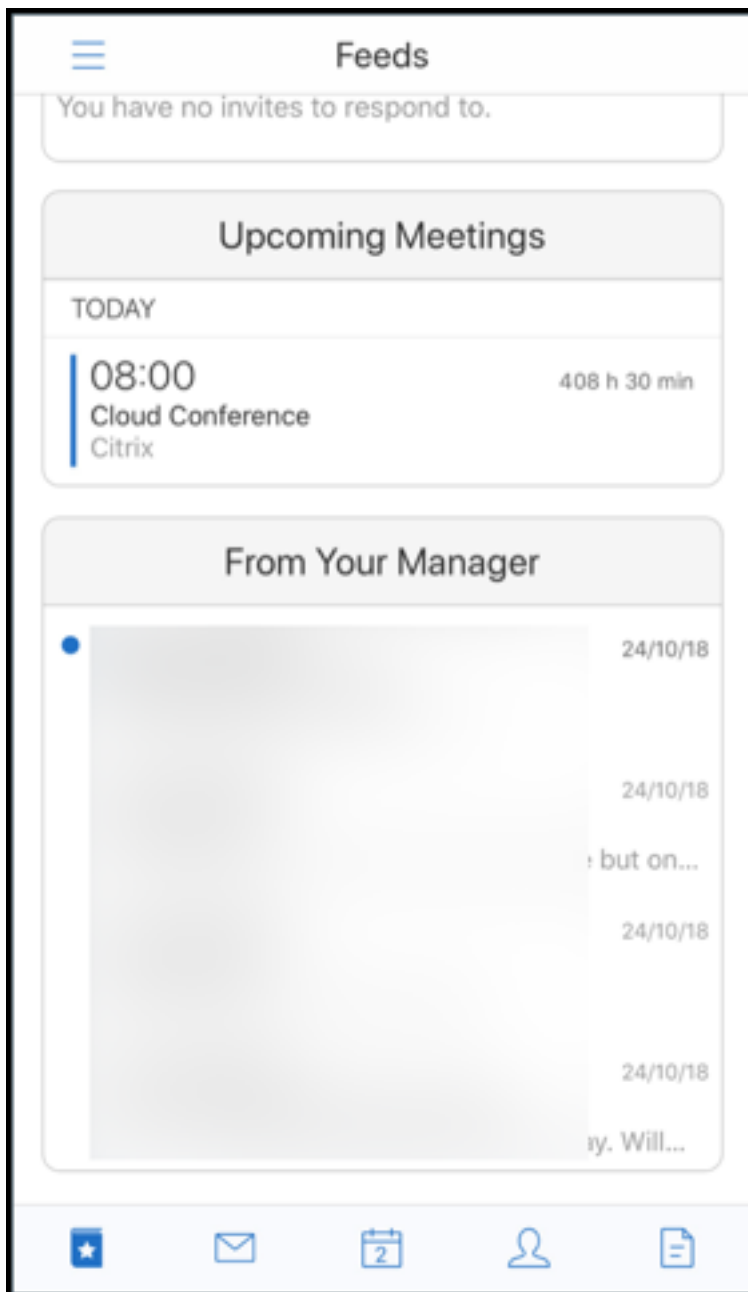 Feeds
You have no invites to respond to.
Upcoming Meetings
TODAY
08:00
408 h 30 min
Cloud Conference
Citrix
From Your Manager
24/10/18
24/10/18
but on...
24/10/18
24/10/18
Will...
2